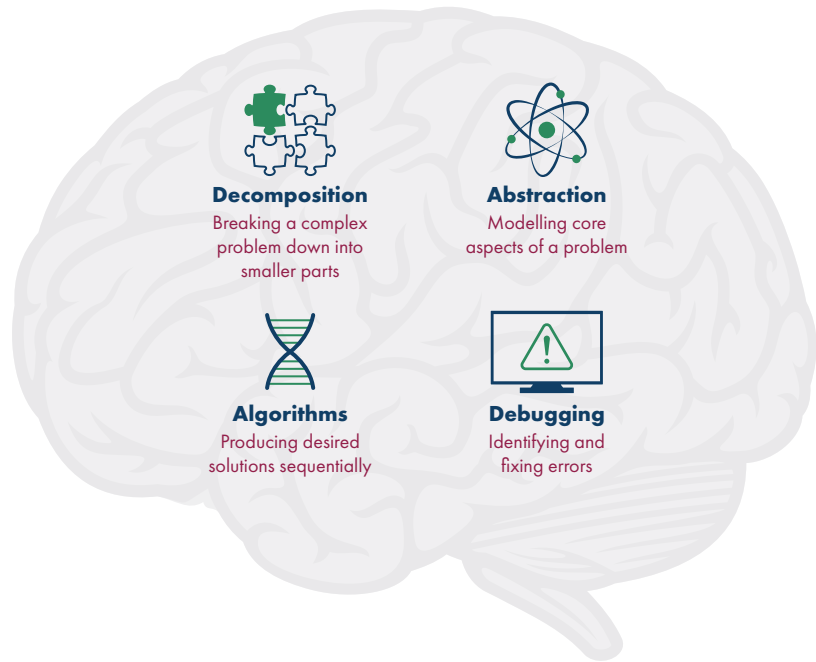 Decomposition
Breaking a complex
problem down into
smaller parts
Abstraction
Modelling core
aspects of a problem
Algorithms
Producing desired
solutions sequentially
Debugging
Identifying and
fixing errors